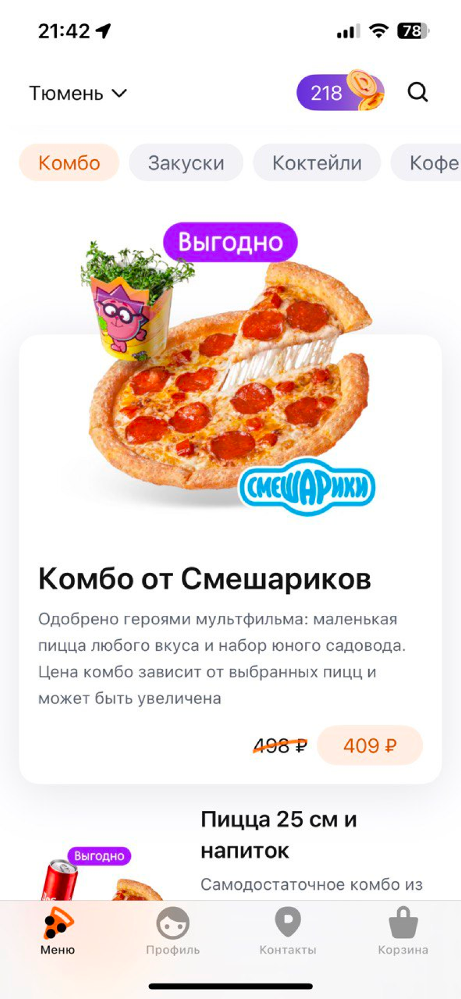 21:42
78
Тюмень
218
Комбо
Закуски
Коктейли
Кофе
Выгодно
СМЕШАРИКИ
Комбо от Смешариков
Одобрено героями мультфильма: маленькая
пицца любого вкуса и набор юного садовода.
Цена комбо зависит от выбранных пицц и
может быть увеличена
498 ₽
409 ₽
Пицца 25 см и
напиток
Выгодно
Самодостаточное комбо из
Меню
Профиль
Контакты
Корзина